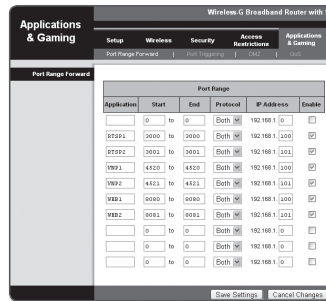 Wireless-G Broadband Router with
Applications & Gaming
Setup Wireless Security Access Restrictions Applications & Gaming
Port Range Forward | Port Triggering | DMZ | QoS
Port Range Forward
Port Range
Application Start End Protocol IP Address Enable
0 to 0 Both 192.168.1. 0
RTSP1 3000 to 3000 Both 192.168.1. 100
RTSP2 3001 to 3001 Both 192.168.1. 101
VNP1 4520 to 4520 Both 192.168.1. 100
VNP2 4521 to 4521 Both 192.168.1. 101
WEB1 8080 to 8080 Both 192.168.1. 100
WEB2 8081 to 8081 Both 192.168.1. 101
0 to 0 Both 192.168.1. 0
0 to 0 Both 192.168.1. 0
0 to 0 Both 192.168.1. 0
Save Settings Cancel Changes